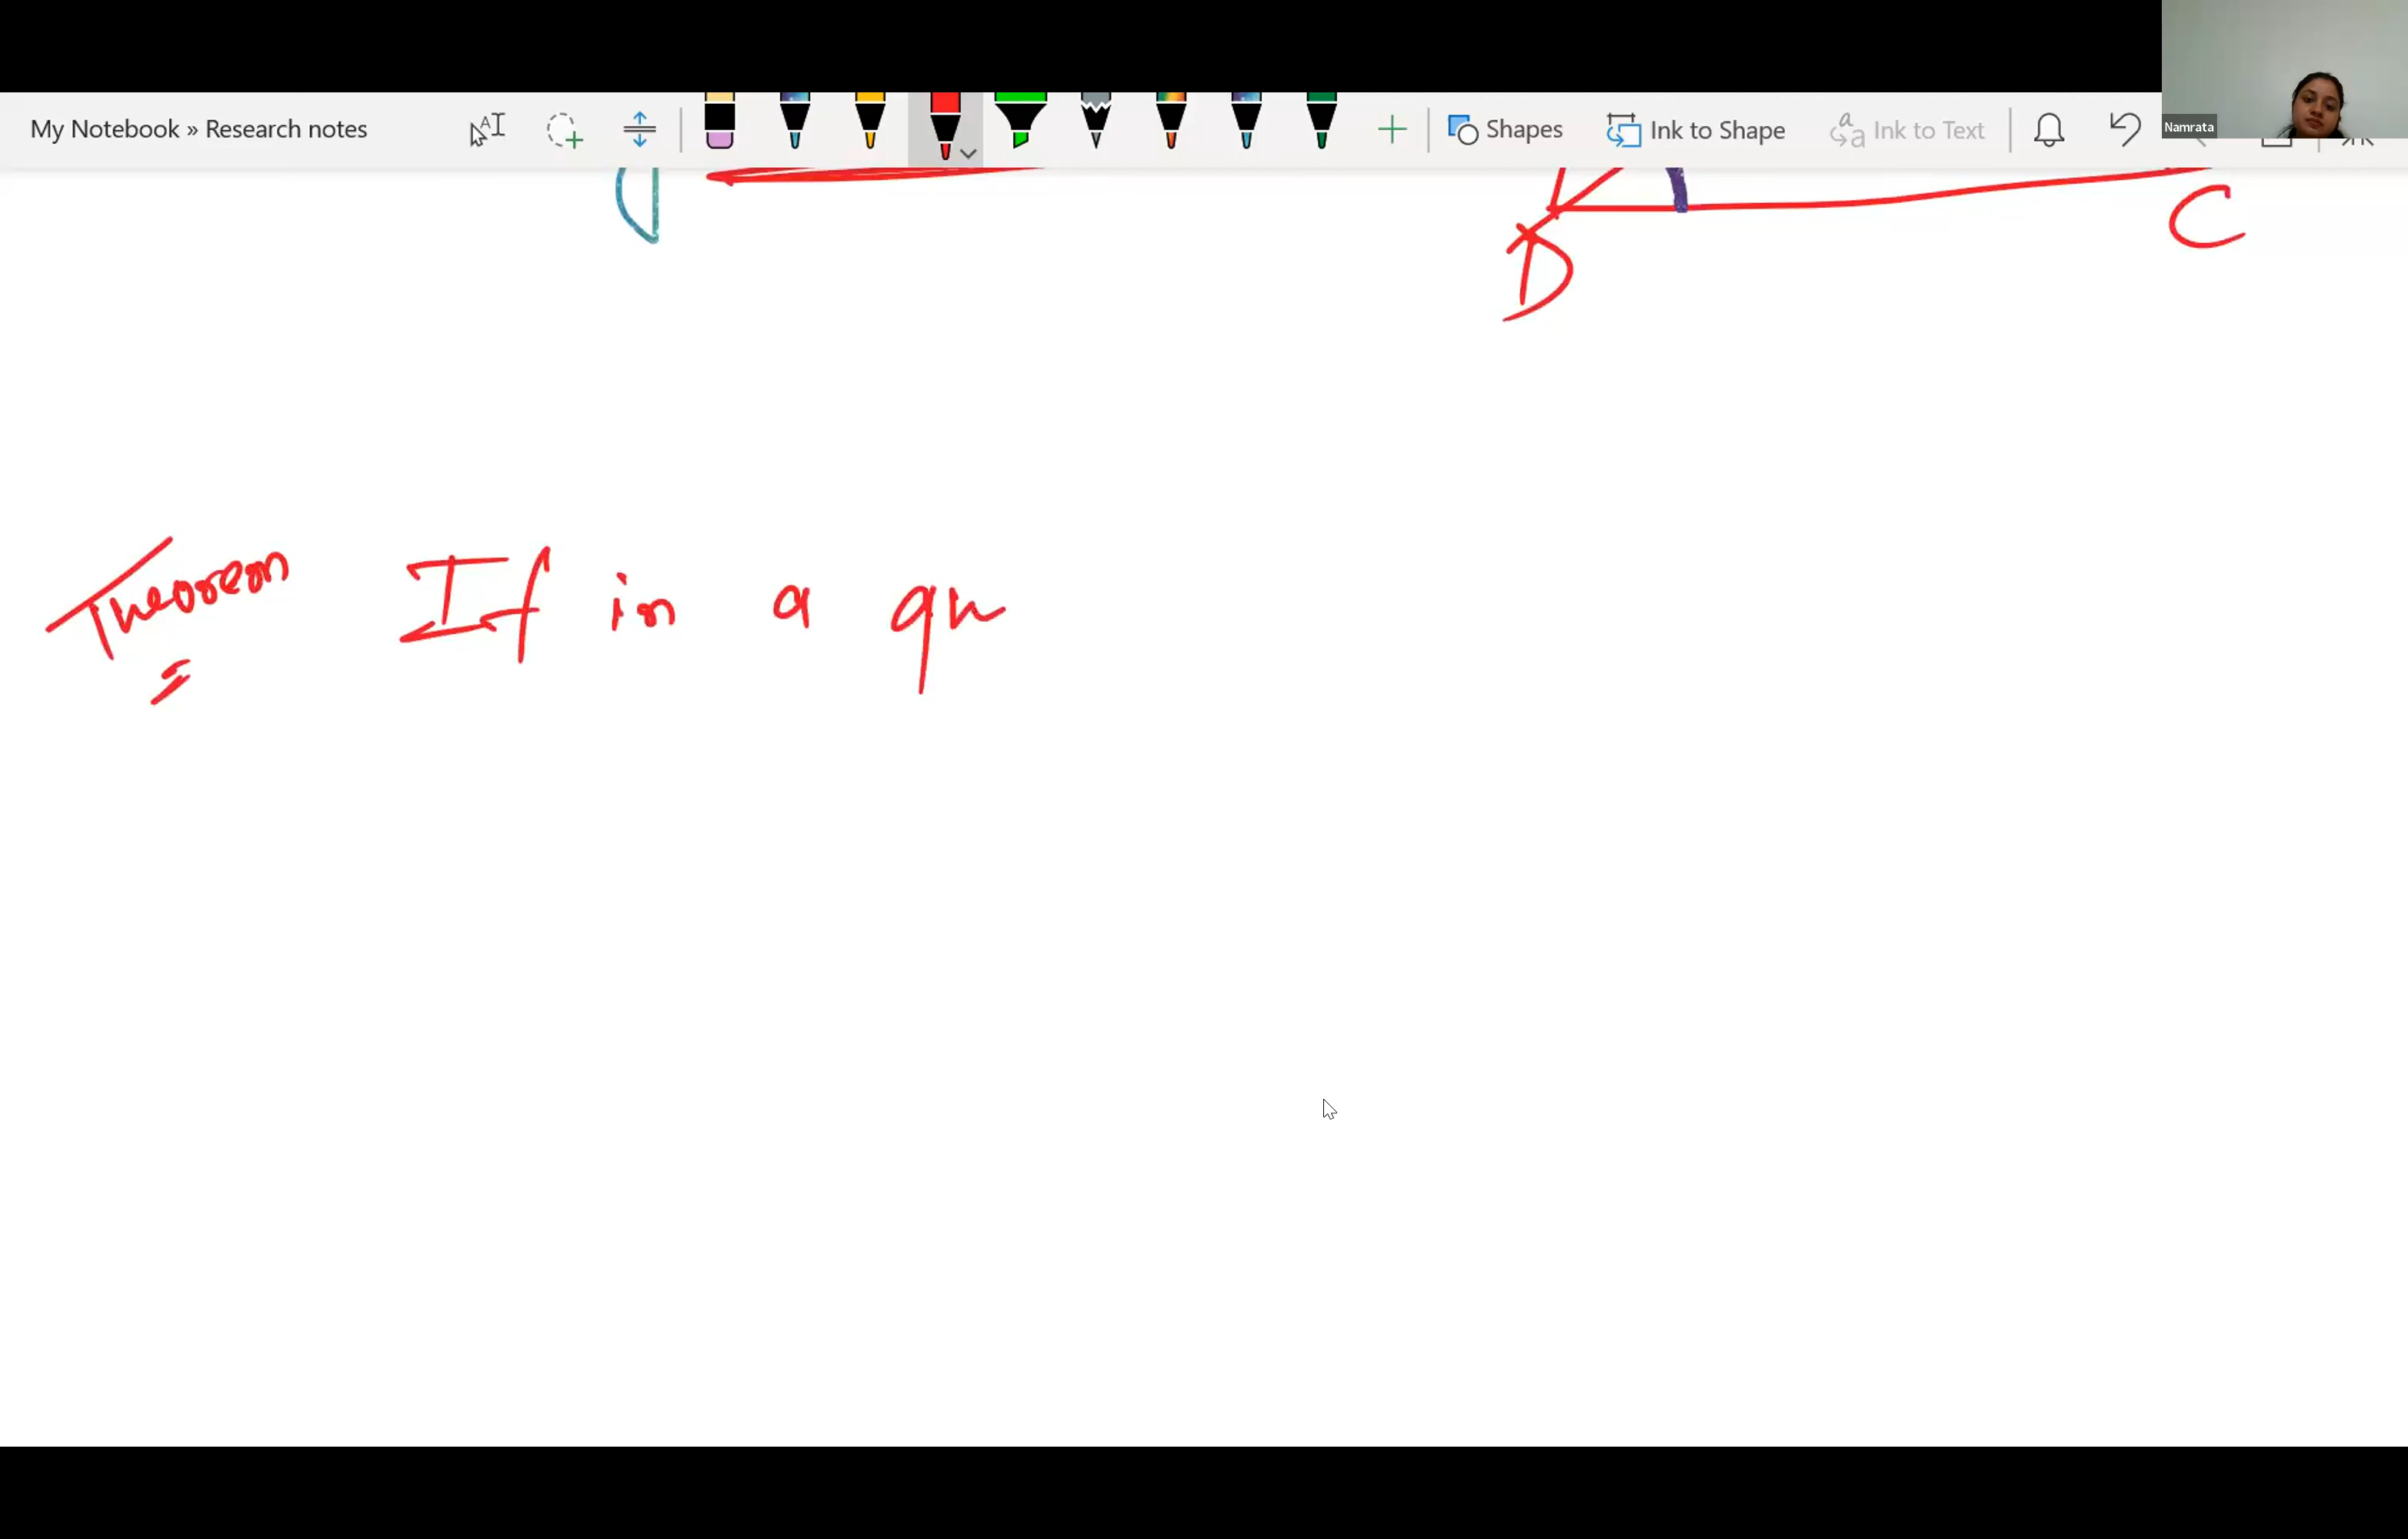 Namrata
My Notebook » Research notes Shapes Ink to Shape Ink to Text
C
D
Theorem If in a qu